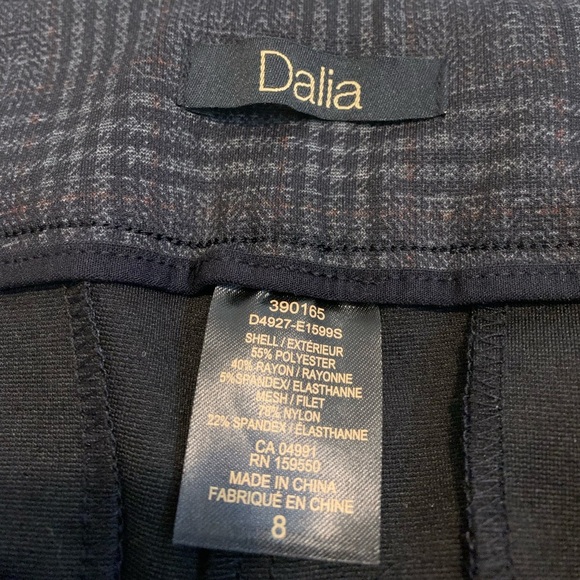 Dalia
390165
D4927-E1599S
SHELL / EXTÉRIEUR
55% POLYESTER
40% RAYON / RAYONNE
5%SPANDEX/ ELASTHANNE
MESH / FILET
78% NYLON
22% SPANDEX / ÉLASTHANNE
CA 04991
RN 159550
MADE IN CHINA
FABRIQUÉ EN CHINE
8